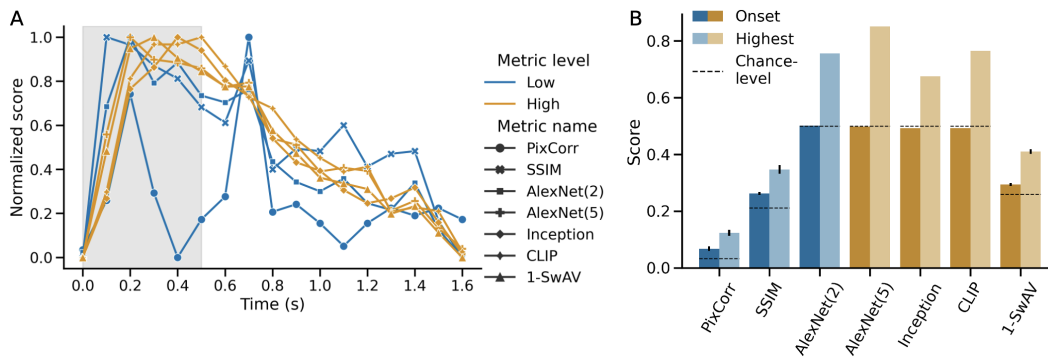 A
Normalized score
1.0
0.8
0.6
0.4
0.2
0.0
0.0 0.2 0.4 0.6 0.8 1.0 1.2 1.4 1.6
Time (s)
Metric level
Low
High
Metric name
PixCorr
SSIM
AlexNet(2)
AlexNet(5)
Inception
CLIP
1-SwAV
B
Score
0.8
0.6
0.4
0.2
0.0
Onset
Highest
Chance-
level
PixCorr
SSIM
AlexNet(2)
AlexNet(5)
Inception
CLIP
1-SwAV